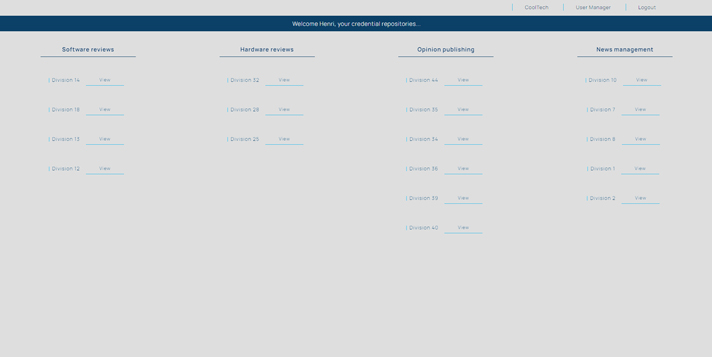 CoolTech User Manager Logout
Welcome Henri, your credential repositories...
Software reviews Hardware reviews Opinion publishing News management
| Division 14 View | Division 32 View | Division 44 View | Division 10 View
| Division 18 View | Division 28 View | Division 35 View | Division 7 View
| Division 13 View | Division 25 View | Division 34 View | Division 6 View
| Division 12 View | Division 36 View | Division 1 View
| Division 39 View | Division 2 View
| Division 40 View